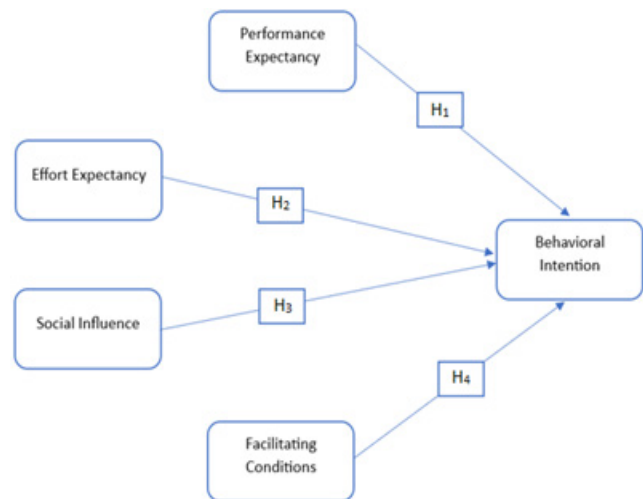 Performance
Expectancy
H₁
Effort Expectancy
H₂
Behavioral
Intention
Social Influence
H₃
H₄
Facilitating
Conditions